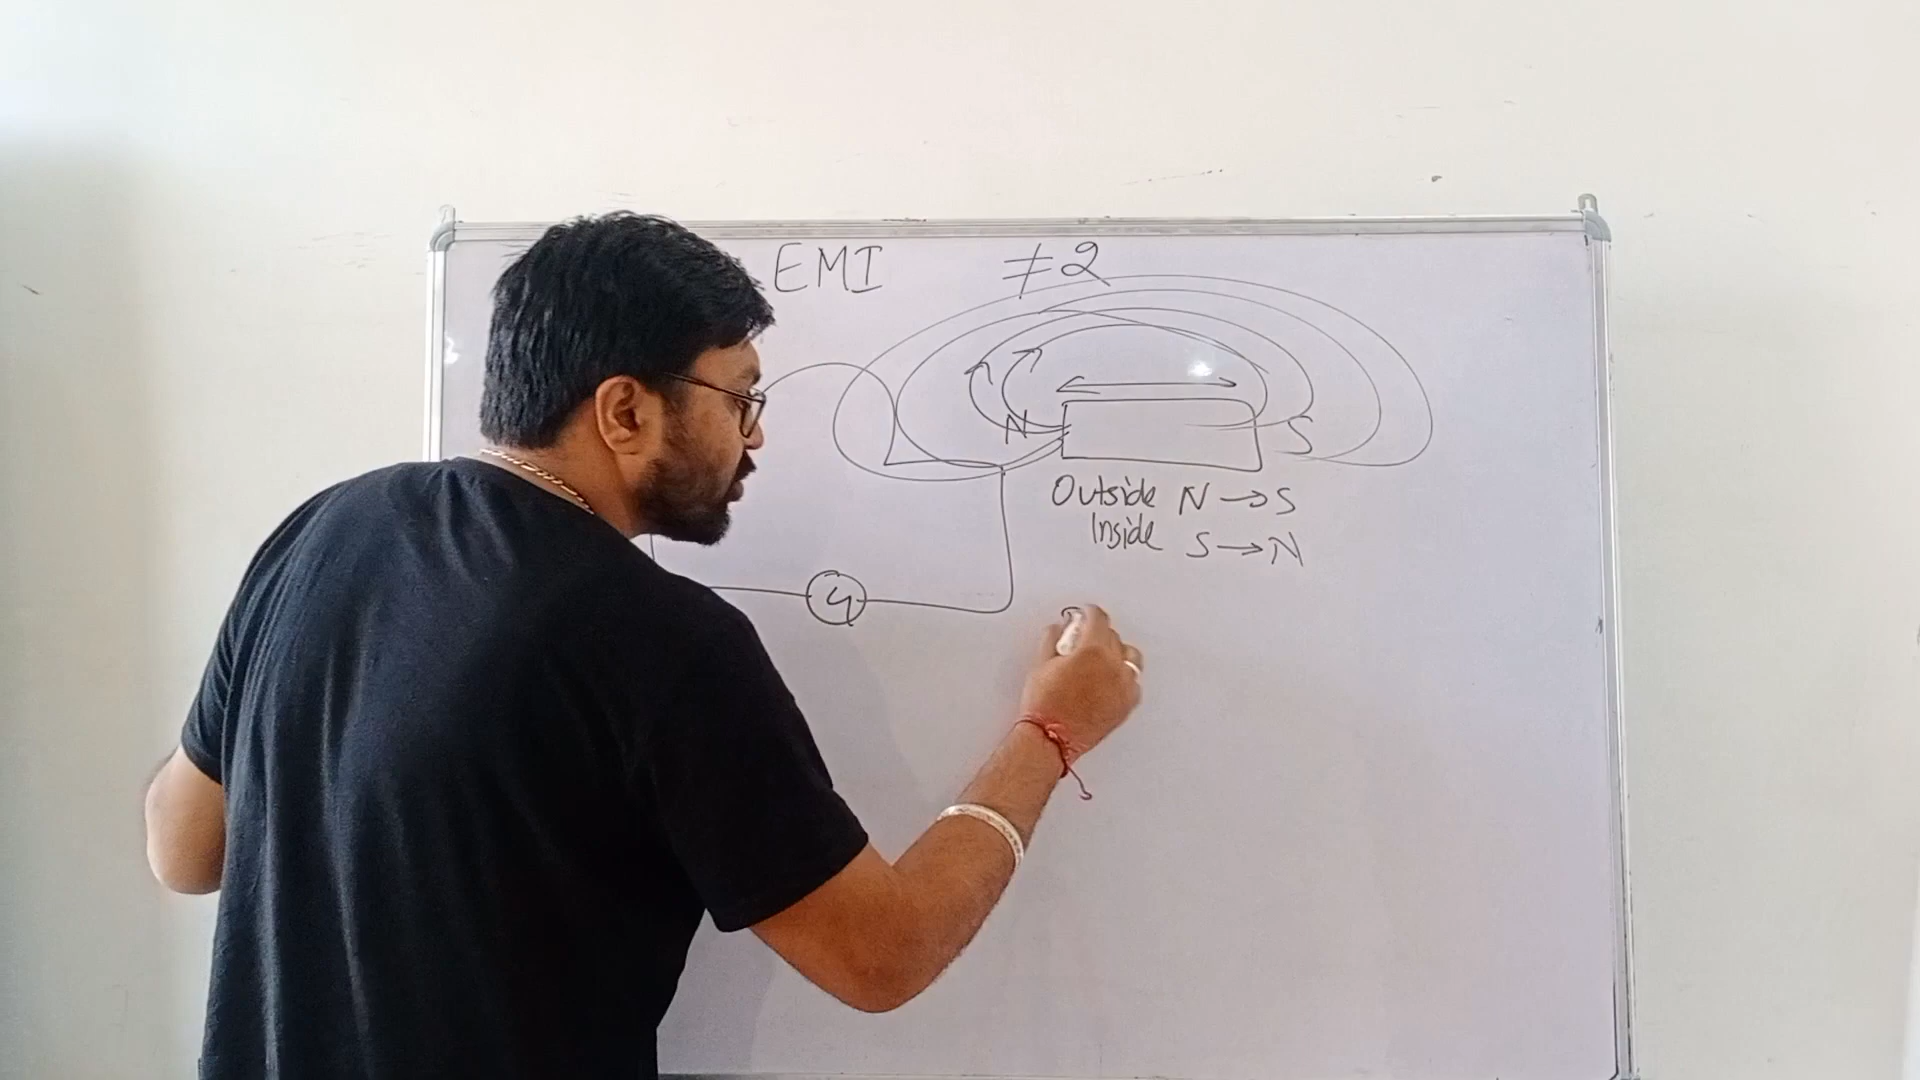 EMI #2
N S
Outside N → S
Inside S → N
G